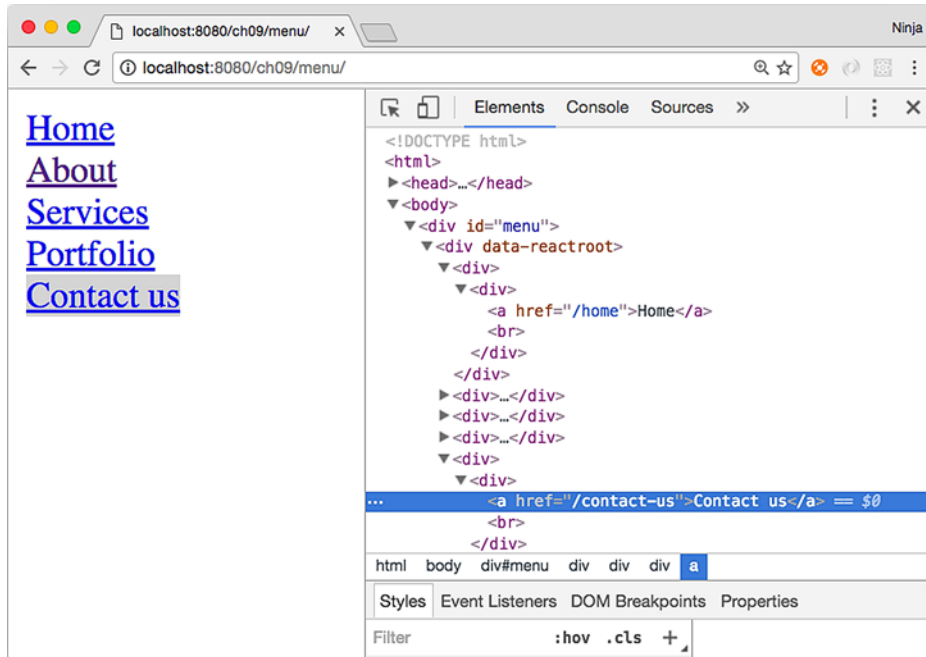 localhost:8080/ch09/menu/ × Ninja
localhost:8080/ch09/menu/
Home
About
Services
Portfolio
Contact us
Elements Console Sources »
<!DOCTYPE html>
<html>
▶<head>…</head>
▼<body>
▼<div id="menu">
▼<div data-reactroot>
▼<div>
▼<div>
<a href="/home">Home</a>
<br>
</div>
</div>
▶<div>…</div>
▶<div>…</div>
▶<div>…</div>
▼<div>
▼<div>
… <a href="/contact-us">Contact us</a> == $0
<br>
</div>
html body div#menu div div div a
Styles Event Listeners DOM Breakpoints Properties
Filter :hov .cls +